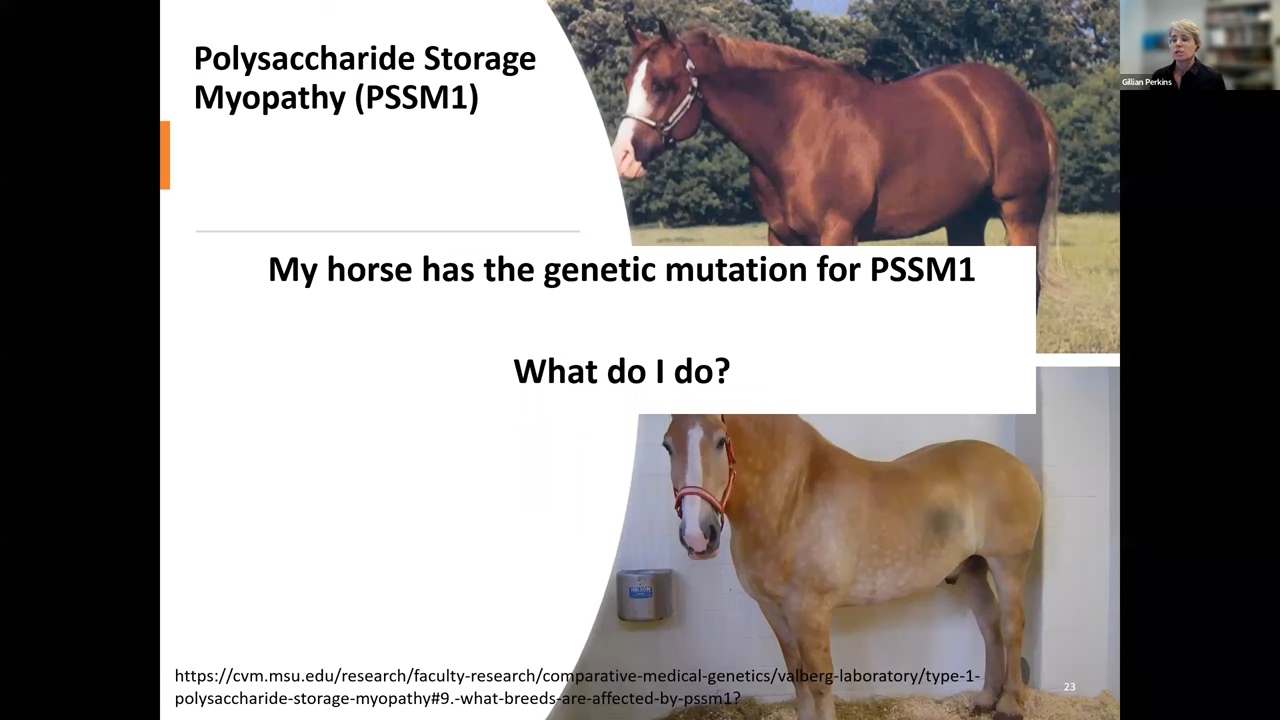 Polysaccharide Storage
Myopathy (PSSM1)
Gillian Perkins
My horse has the genetic mutation for PSSM1
What do I do?
https://cvm.msu.edu/research/faculty-research/comparative-medical-genetics/valberg-laboratory/type-1-
polysaccharide-storage-myopathy#9.-what-breeds-are-affected-by-pssm1?
23